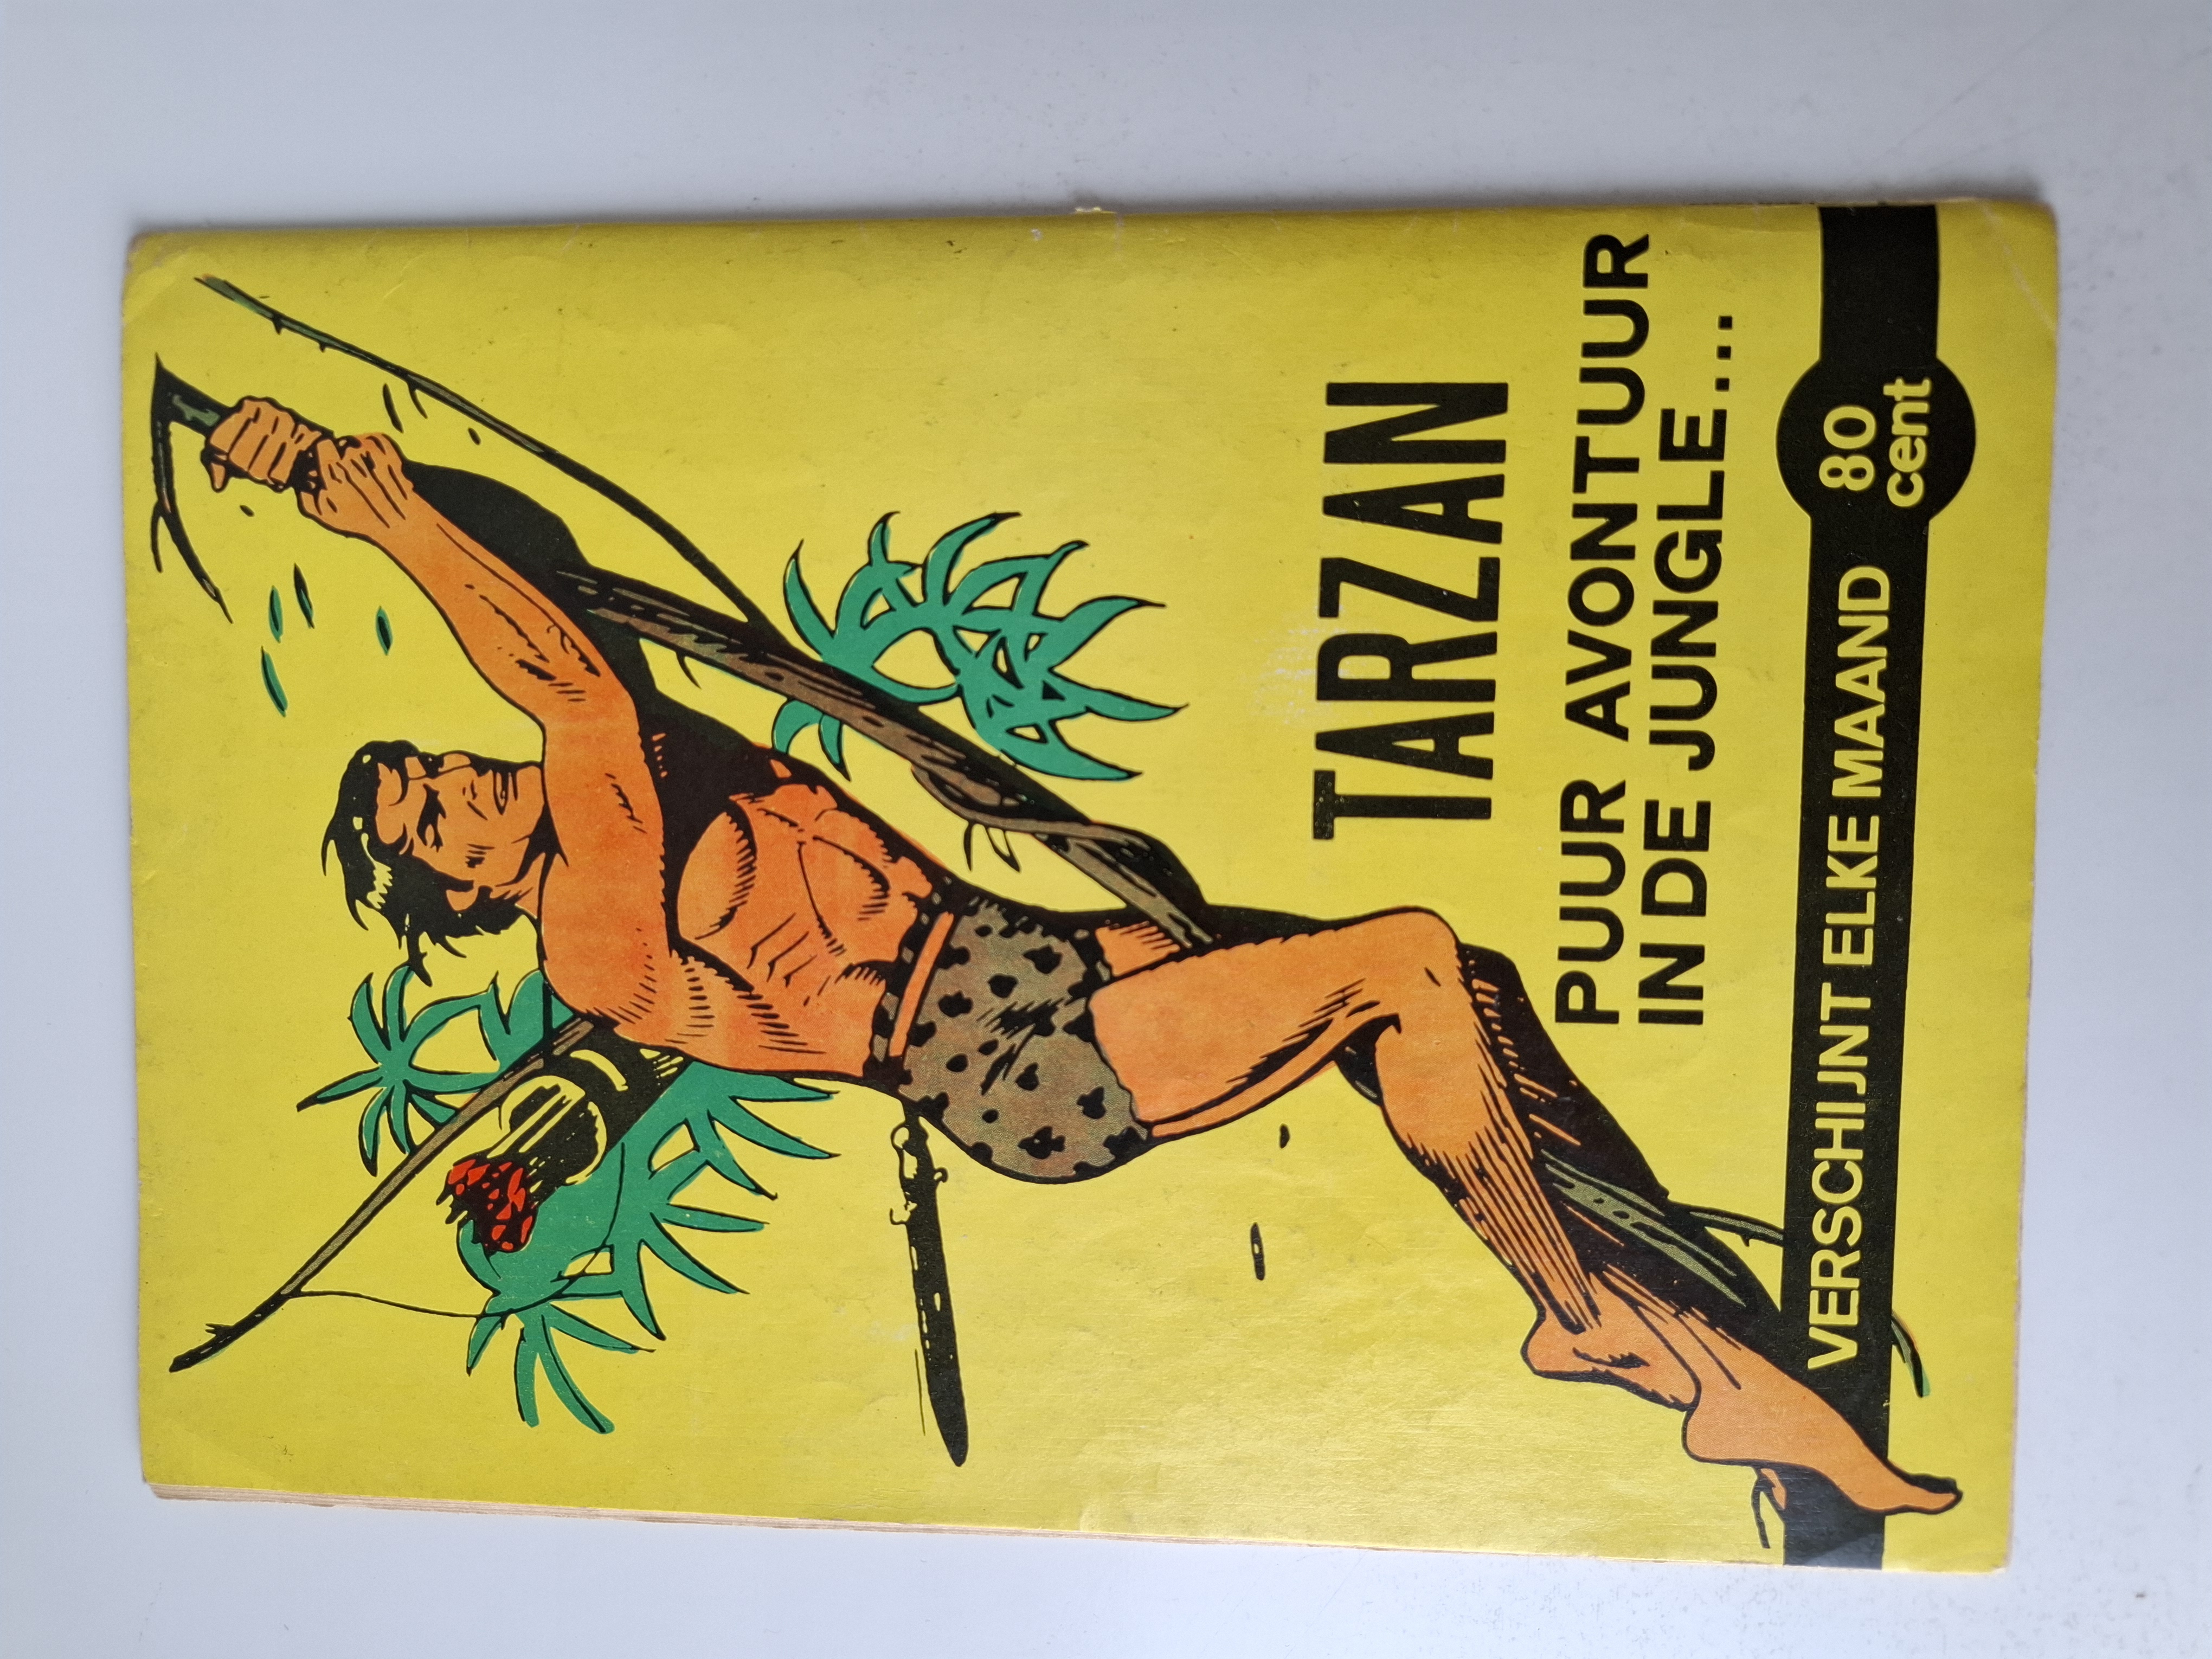 TARZAN
PUUR AVONTUUR
IN DE JUNGLE...
VERSCHIJNT ELKE MAAND
80
cent